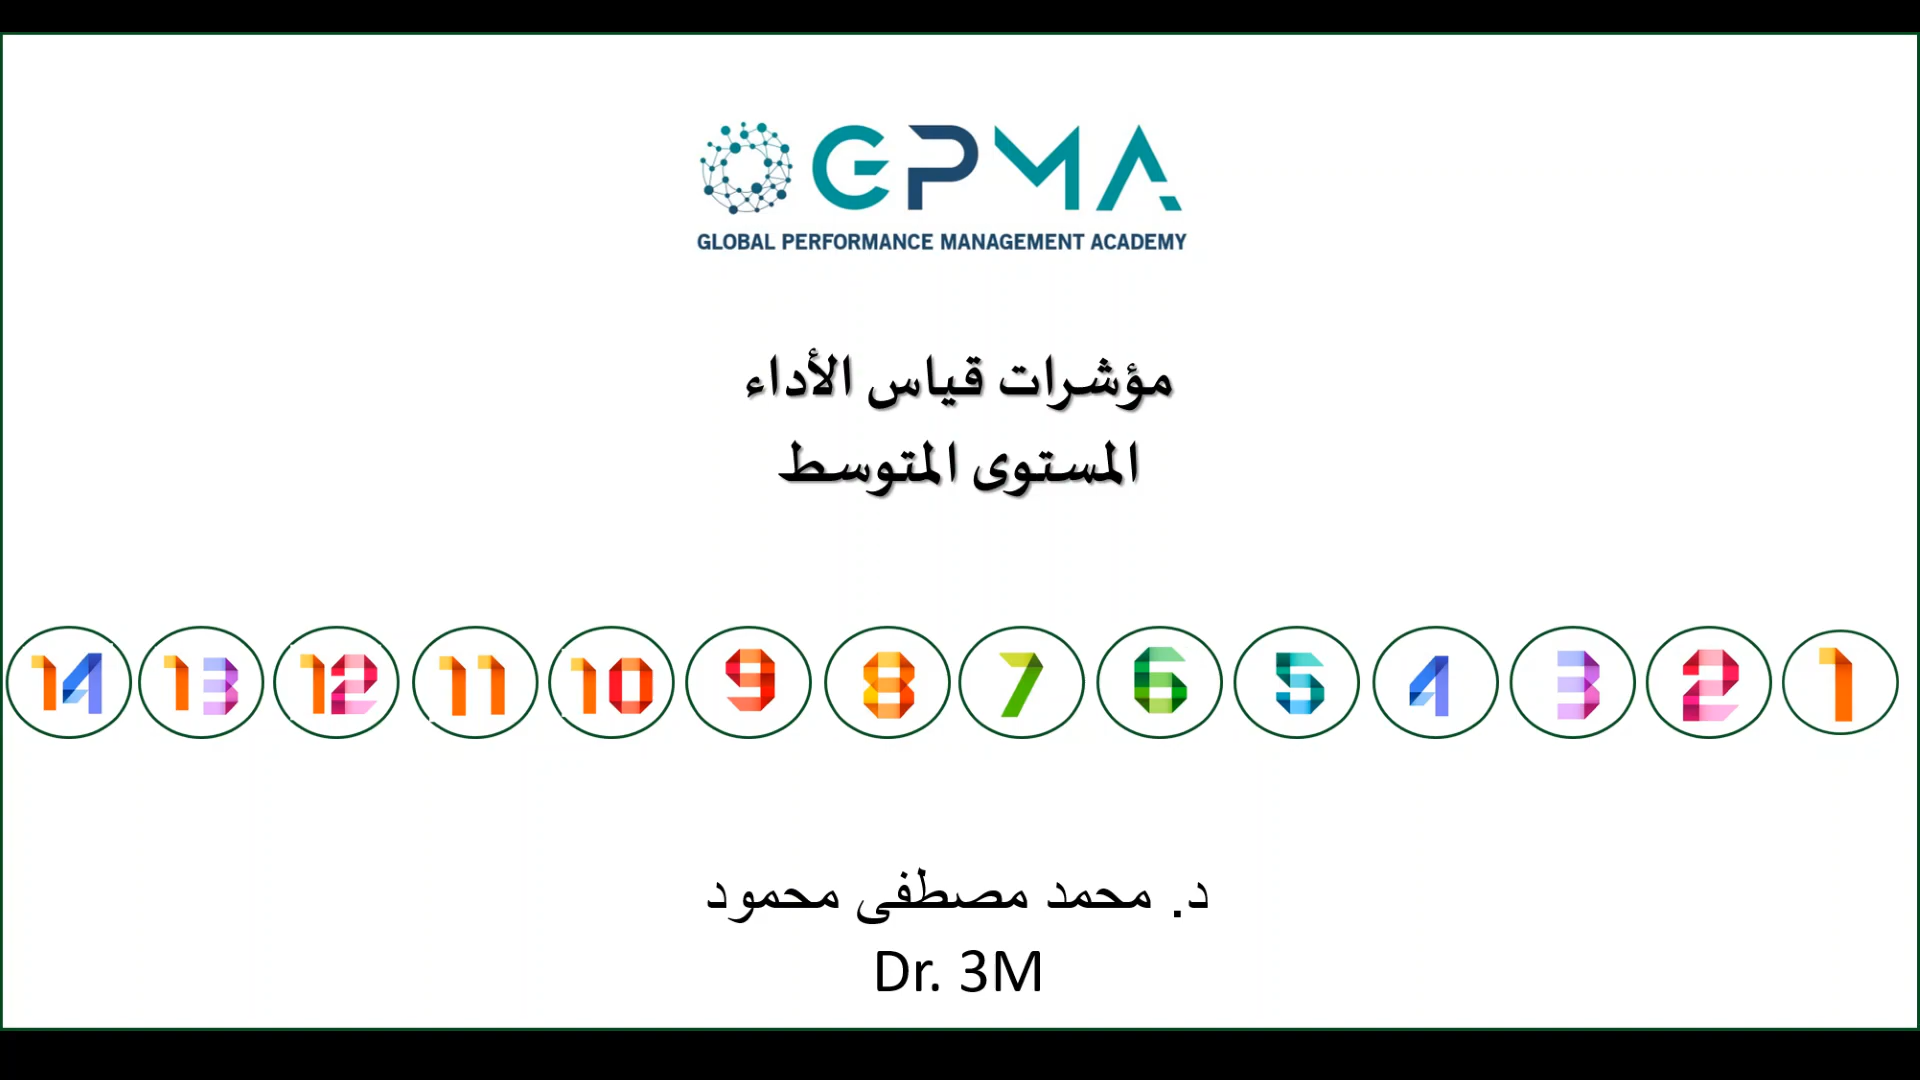 GPMA
GLOBAL PERFORMANCE MANAGEMENT ACADEMY
مؤشرات قياس الأداء
المستوى المتوسط
1 2 3 4 5 6 7 8 9 10 11 12 13 14
د. محمد مصطفى محمود
Dr. 3M